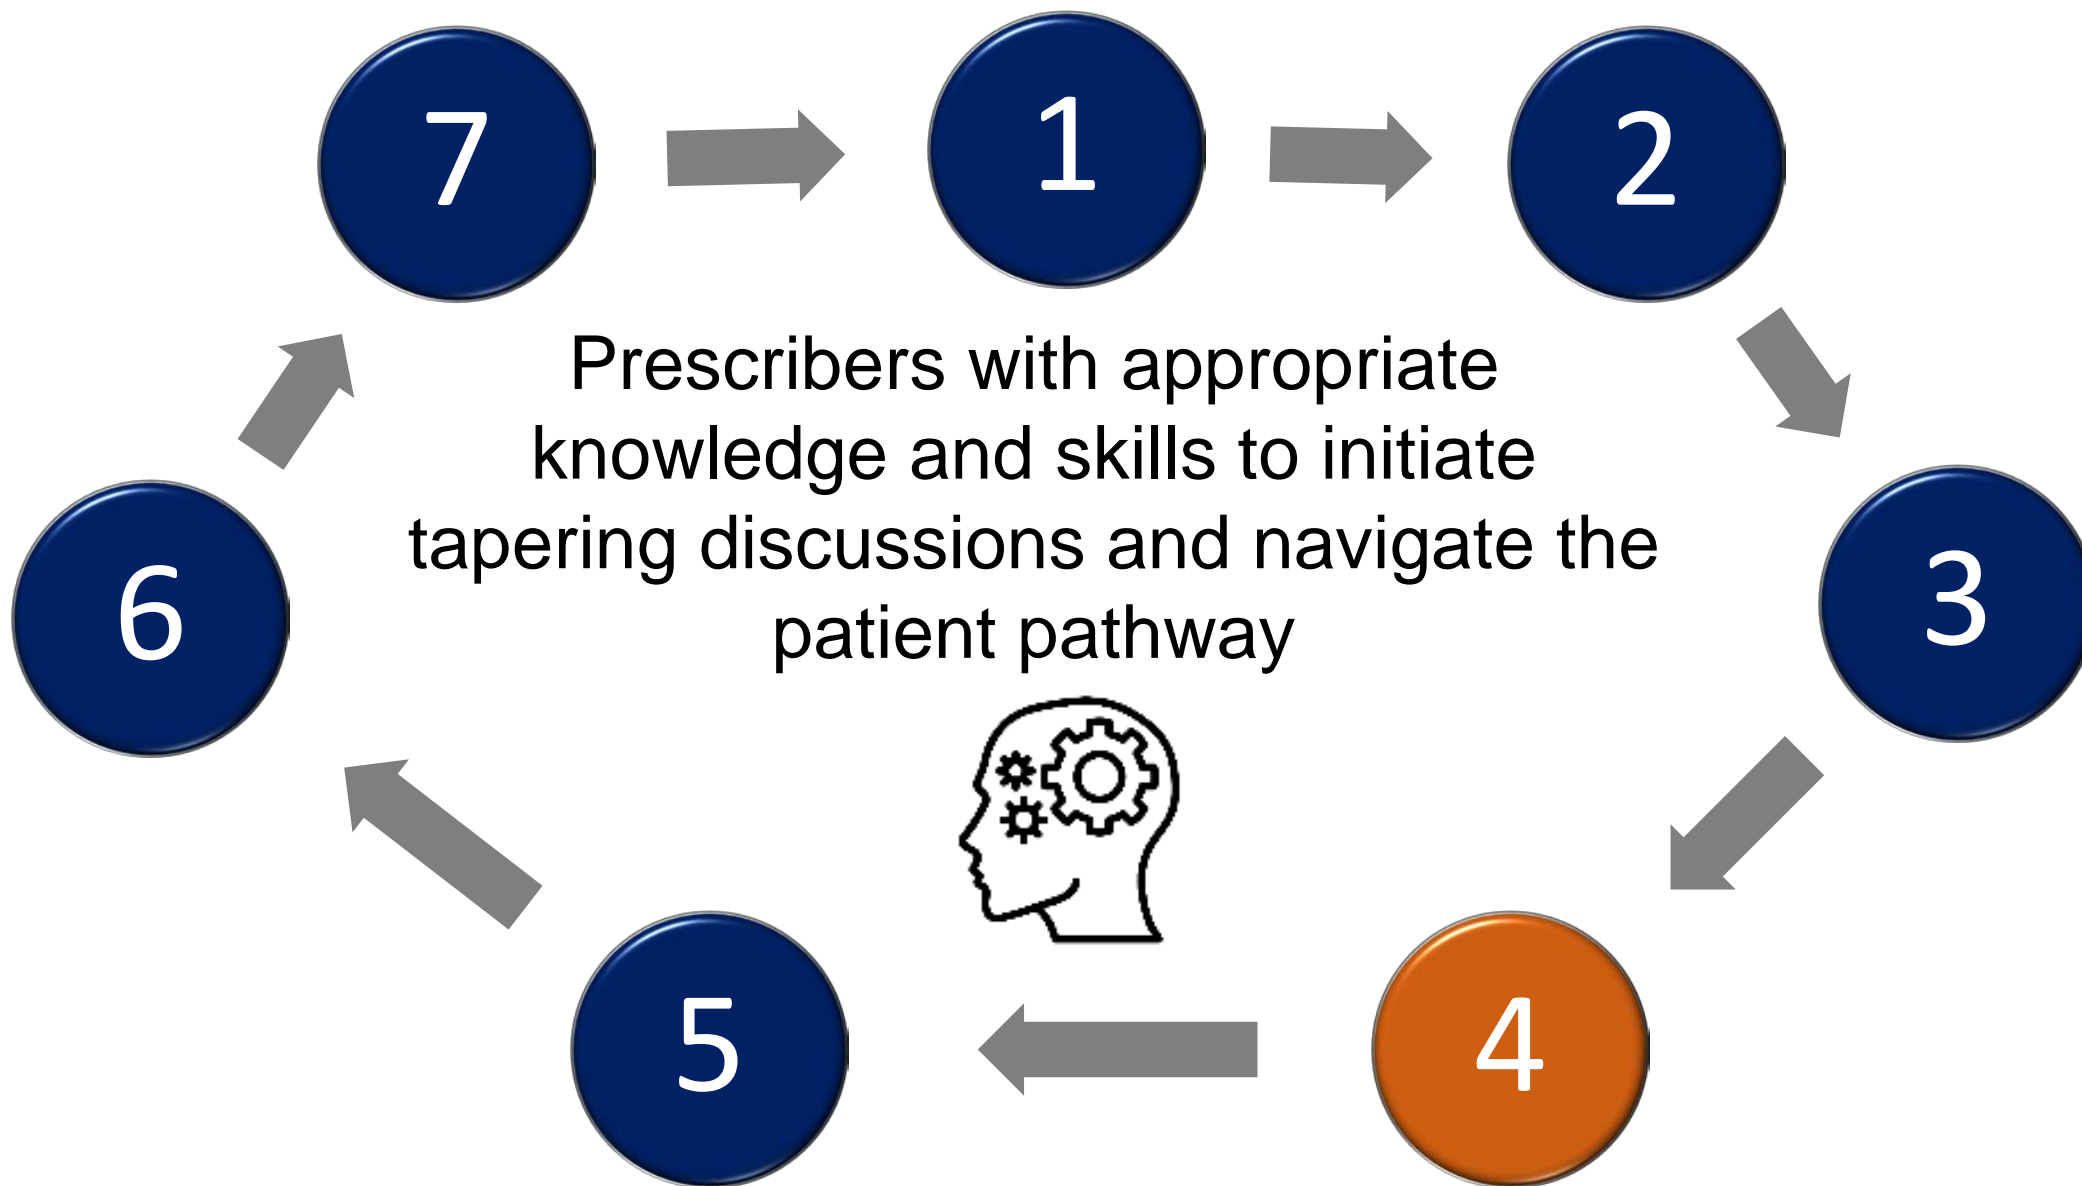 7
1
2
Prescribers with appropriate
knowledge and skills to initiate
tapering discussions and navigate the
patient pathway
6
3
5
4